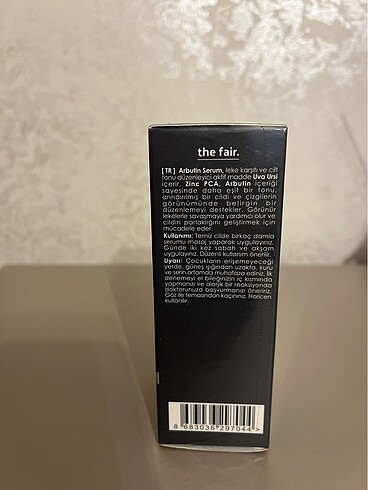 the fair.
[TR] Arbutin Serum, leke karşıtı ve cilt
tonu düzenleyici aktif madde Uva Ursi
içerir. Zinc PCA, Arbutin içeriği
sayesinde daha eşit bir tonu,
arındırılmış bir cildi ve çizgilerin
görünümünde belirgin bir
düzenlemeyi destekler. Görünür
lekelerle savaşmaya yardımcı olur ve
cildin parlaklığını geliştirmek için
mücadele eder.
Kullanımı: Temiz cilde birkaç damla
serumu masaj yaparak uygulayınız.
Günde iki kez sabah ve akşam
uygulayınız. Düzenli kullanım önerilir.
Uyarı: Çocukların erişemeyeceği
yerde, güneş ışığından uzakta, kuru
ve serin ortamda muhafaza ediniz. İlk
denemeyi el bileğinizin iç kısmında
yapmanızı ve alerjik bir reaksiyonda
doktorunuza başvurmanızı öneririz.
Göz ile temasından kaçınınız. Haricen
kullanılır.
8 683036 297044 >